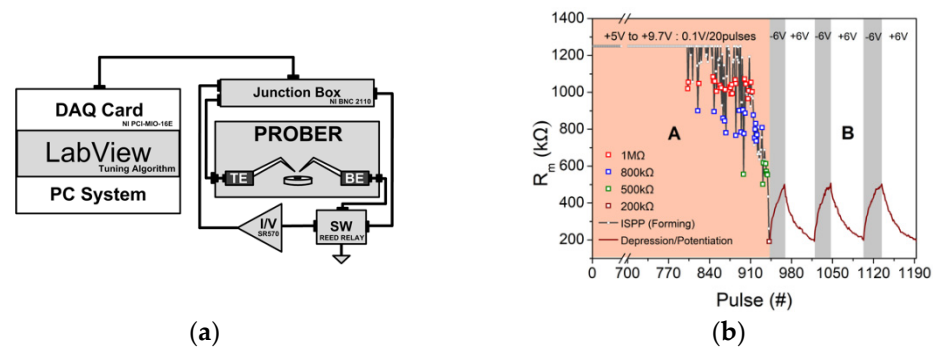 DAQ Card
NI PCI-MIO-16E
LabView
Tuning Algorithm
PC System
Junction Box
NI BNC 2110
PROBER
TE
BE
I/V
SR570
SW
REED RELAY
(a)
b)
Rm (kΩ)
1400
1200
1000
800
600
400
200
+5V to +9.7V : 0.1V/20pulses
-6V +6V -6V +6V -6V +6V
A
B
1MΩ
800kΩ
500kΩ
200kΩ
ISPP (Forming)
Depression/Potentiation
0 700 770 840 910 980 1050 1120 1190
Pulse (#)
(b)